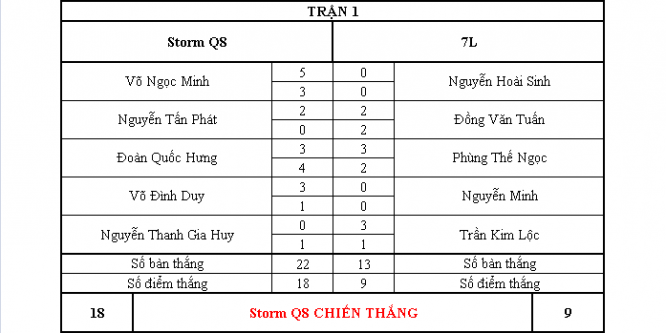 TRẬN 1
Storm Q8 7L
Võ Ngọc Minh 5 0 Nguyễn Hoài Sinh
3 0
Nguyễn Tấn Phát 2 2 Đồng Văn Tuấn
0 2
Đoàn Quốc Hưng 3 3 Phùng Thế Ngọc
4 2
Võ Đình Duy 3 0 Nguyễn Minh
1 0
Nguyễn Thanh Gia Huy 0 3 Trần Kim Lộc
1 1
Số bàn thắng 22 13 Số bàn thắng
Số điểm thắng 18 9 Số điểm thắng
18 Storm Q8 CHIẾN THẮNG 9